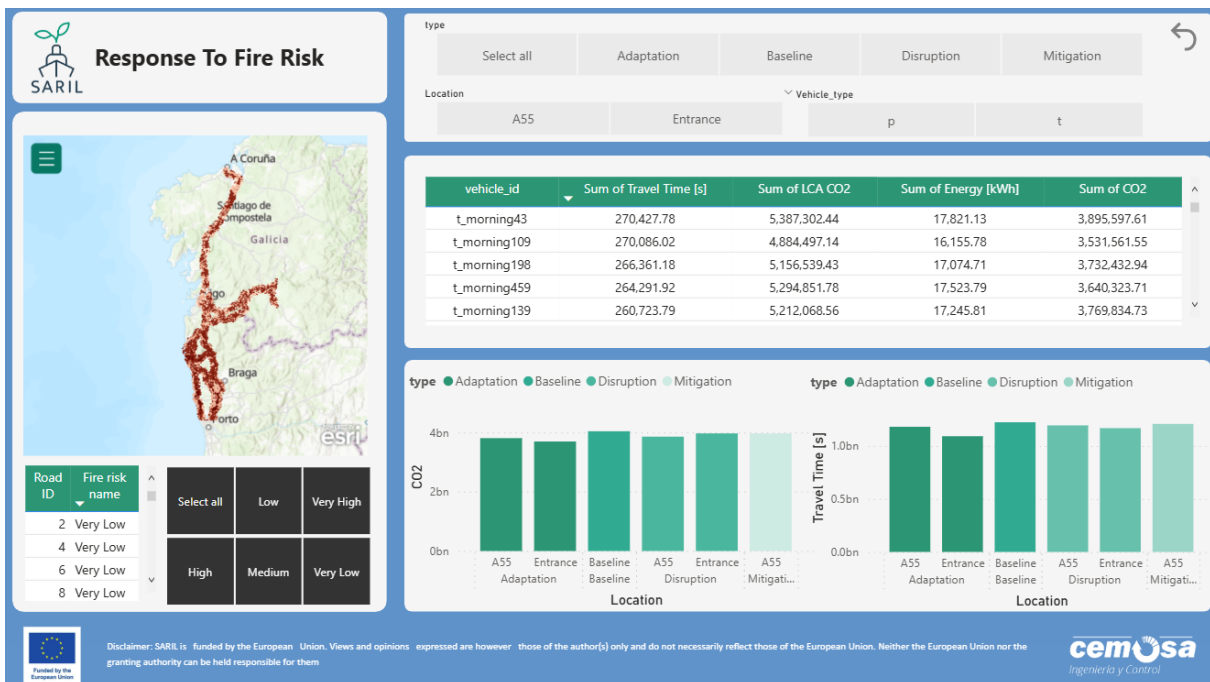 SARIL
Response To Fire Risk
type
Select all Adaptation Baseline Disruption Mitigation
Location
Vehicle_type
A55 Entrance
p t
A Coruña
Santiago de
Compostela
Galicia
Vigo
Braga
Porto
esri
Road ID Fire risk name
2 Very Low
4 Very Low
6 Very Low
8 Very Low
Select all Low Very High
High Medium Very Low
vehicle_id Sum of Travel Time [s] Sum of LCA CO2 Sum of Energy [kWh] Sum of CO2
t_morning43 270,427.78 5,387,302.44 17,821.13 3,895,597.61
t_morning109 270,086.02 4,884,497.14 16,155.78 3,531,561.55
t_morning198 266,361.18 5,156,539.43 17,074.71 3,732,432.94
t_morning459 264,291.92 5,294,851.78 17,523.79 3,640,323.71
t_morning139 260,723.79 5,212,068.56 17,245.81 3,769,834.73
type Adaptation Baseline Disruption Mitigation
CO2
4bn
2bn
0bn
A55 Entrance Baseline A55 Entrance A55
Adaptation Baseline Disruption Mitigati...
Location
type Adaptation Baseline Disruption Mitigation
Travel Time [s]
1.0bn
0.5bn
0.0bn
A55 Entrance Baseline A55 Entrance A55
Adaptation Baseline Disruption Mitigati...
Location
Funded by the
European Union
Disclaimer: SARIL is funded by the European Union. Views and opinions expressed are however those of the author(s) only and do not necessarily reflect those of the European Union. Neither the European Union nor the
granting authority can be held responsible for them
cemosa
Ingeniería y Control